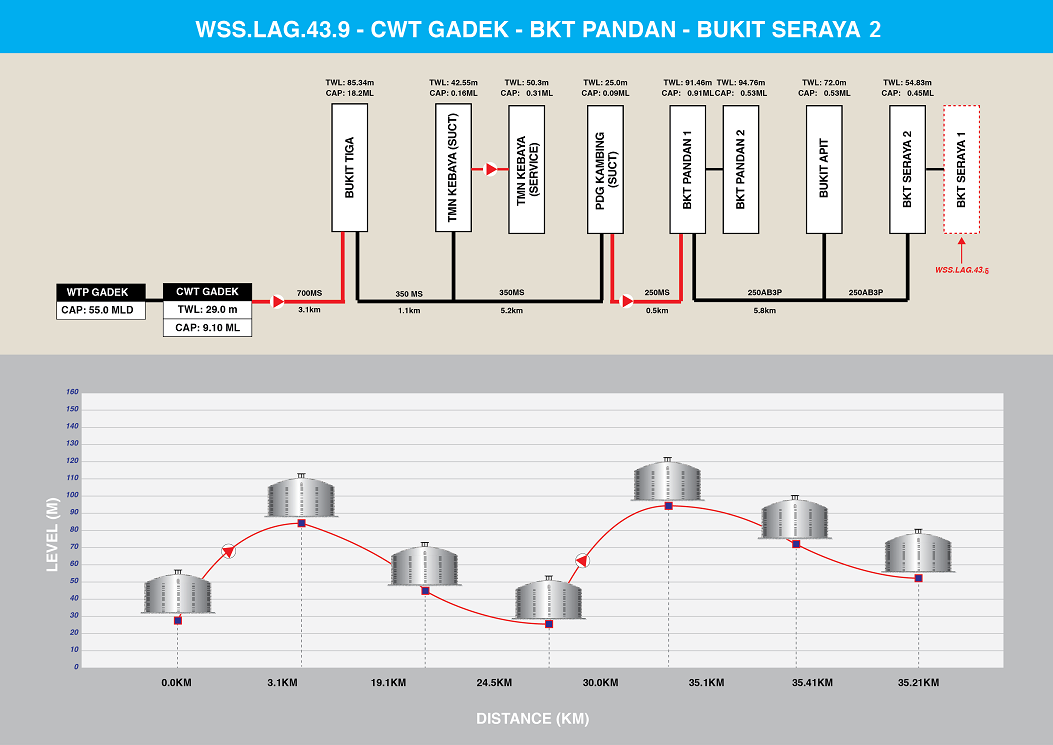 WSS.LAG.43.9 - CWT GADEK - BKT PANDAN - BUKIT SERAYA 2
TWL: 85.34m
CAP: 18.2ML
TWL: 42.55m
CAP: 0.16ML
TWL: 50.3m
CAP: 0.31ML
TWL: 25.0m
CAP: 0.09ML
TWL: 91.46m
CAP: 0.91ML
TWL: 94.76m
CAP: 0.53ML
TWL: 72.0m
CAP: 0.53ML
TWL: 54.83m
CAP: 0.45ML
BUKIT TIGA
TMN KEBAYA (SUCT)
TMN KEBAYA
(SERVICE)
PDG KAMBING
(SUCT)
BKT PANDAN 1
BKT PANDAN 2
BUKIT APIT
BKT SERAYA 2
BKT SERAYA 1
WSS.LAG.43.8
WTP GADEK
CAP: 55.0 MLD
CWT GADEK
TWL: 29.0 m
CAP: 9.10 ML
700MS
3.1km
350 MS
1.1km
350MS
5.2km
250MS
0.5km
250AB3P
5.8km
250AB3P
LEVEL (M)
160
150
140
130
120
110
100
90
80
70
60
50
40
30
20
10
0
0.0KM
3.1KM
19.1KM
24.5KM
30.0KM
35.1KM
35.41KM
35.21KM
DISTANCE (KM)